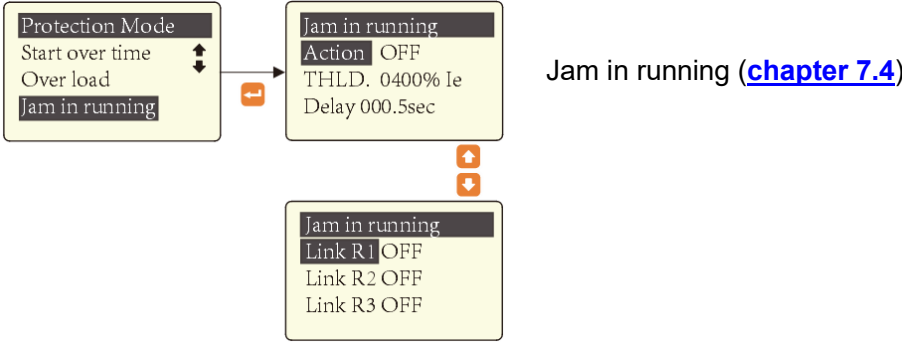 Protection Mode
Start over time
Over load
Jam in running
Jam in running
Action OFF
THLD. 0400% Ie
Delay 000.5sec
Jam in running (chapter 7.4)
Jam in running
Link R1 OFF
Link R2 OFF
Link R3 OFF